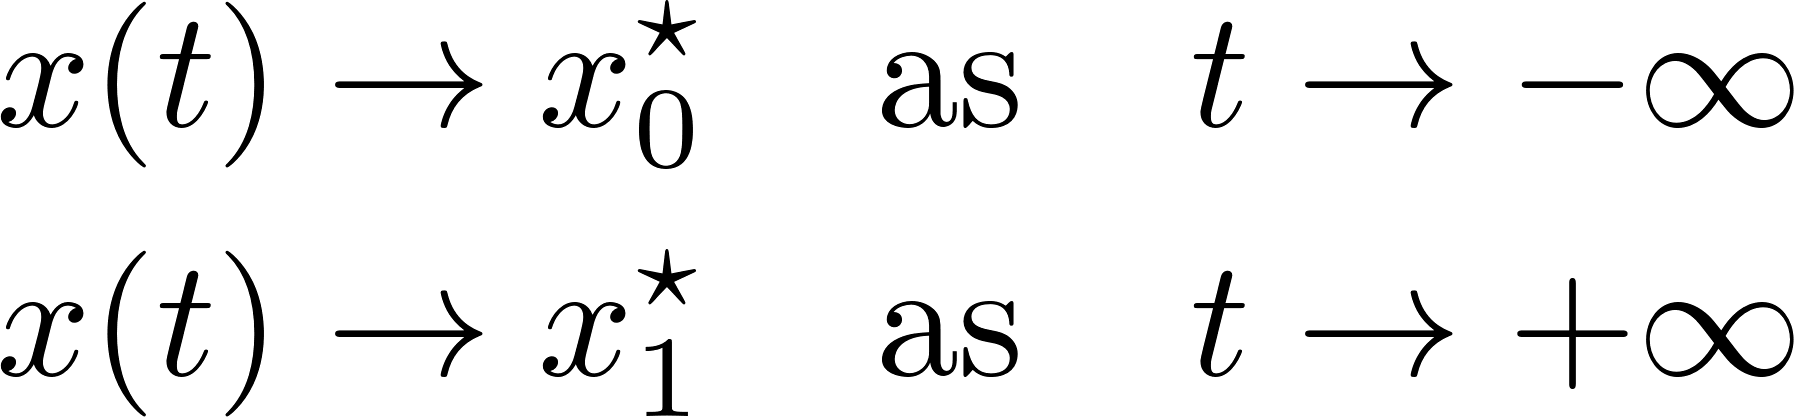 x(t) → x₀⋆ as t → −∞
x(t) → x₁⋆ as t → +∞